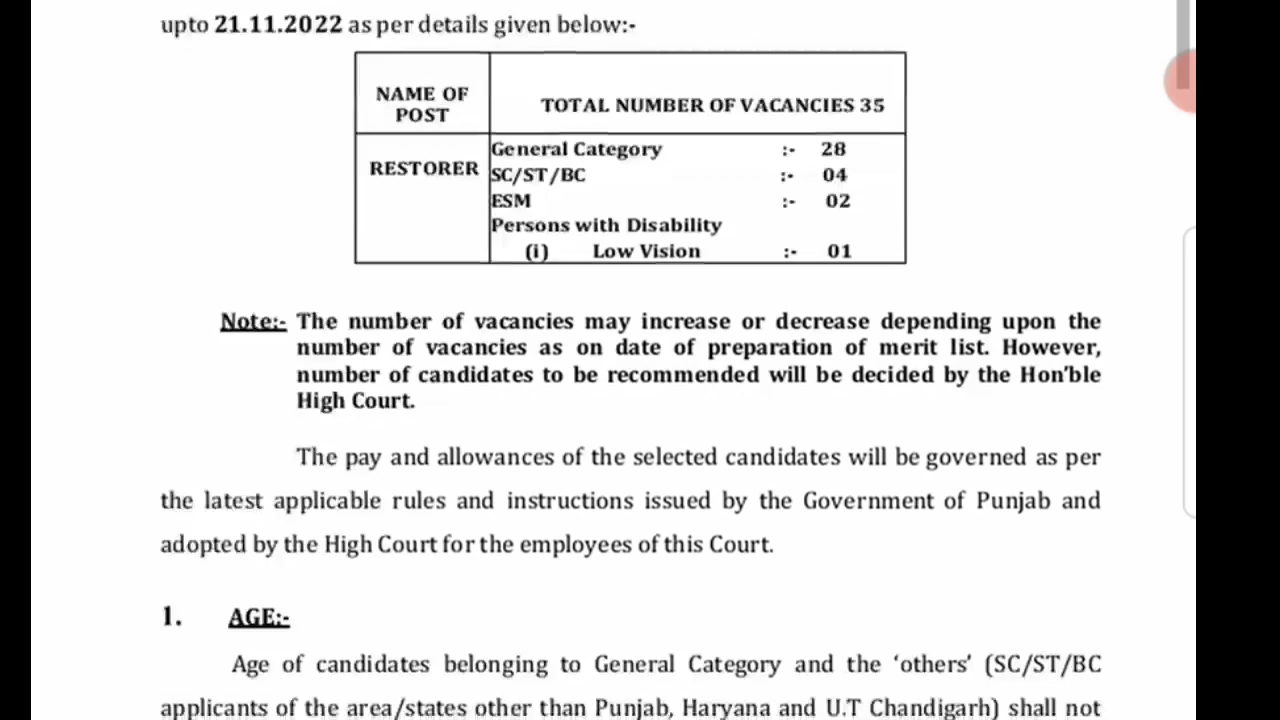 upto 21.11.2022 as per details given below:-
NAME OF
POST
TOTAL NUMBER OF VACANCIES 35
RESTORER
General Category :- 28
SC/ST/BC :- 04
ESM :- 02
Persons with Disability
(i) Low Vision :- 01
Note:- The number of vacancies may increase or decrease depending upon the
number of vacancies as on date of preparation of merit list. However,
number of candidates to be recommended will be decided by the Hon’ble
High Court.
The pay and allowances of the selected candidates will be governed as per
the latest applicable rules and instructions issued by the Government of Punjab and
adopted by the High Court for the employees of this Court.
1. AGE:-
Age of candidates belonging to General Category and the ‘others’ (SC/ST/BC
applicants of the area/states other than Punjab, Haryana and U.T Chandigarh) shall not